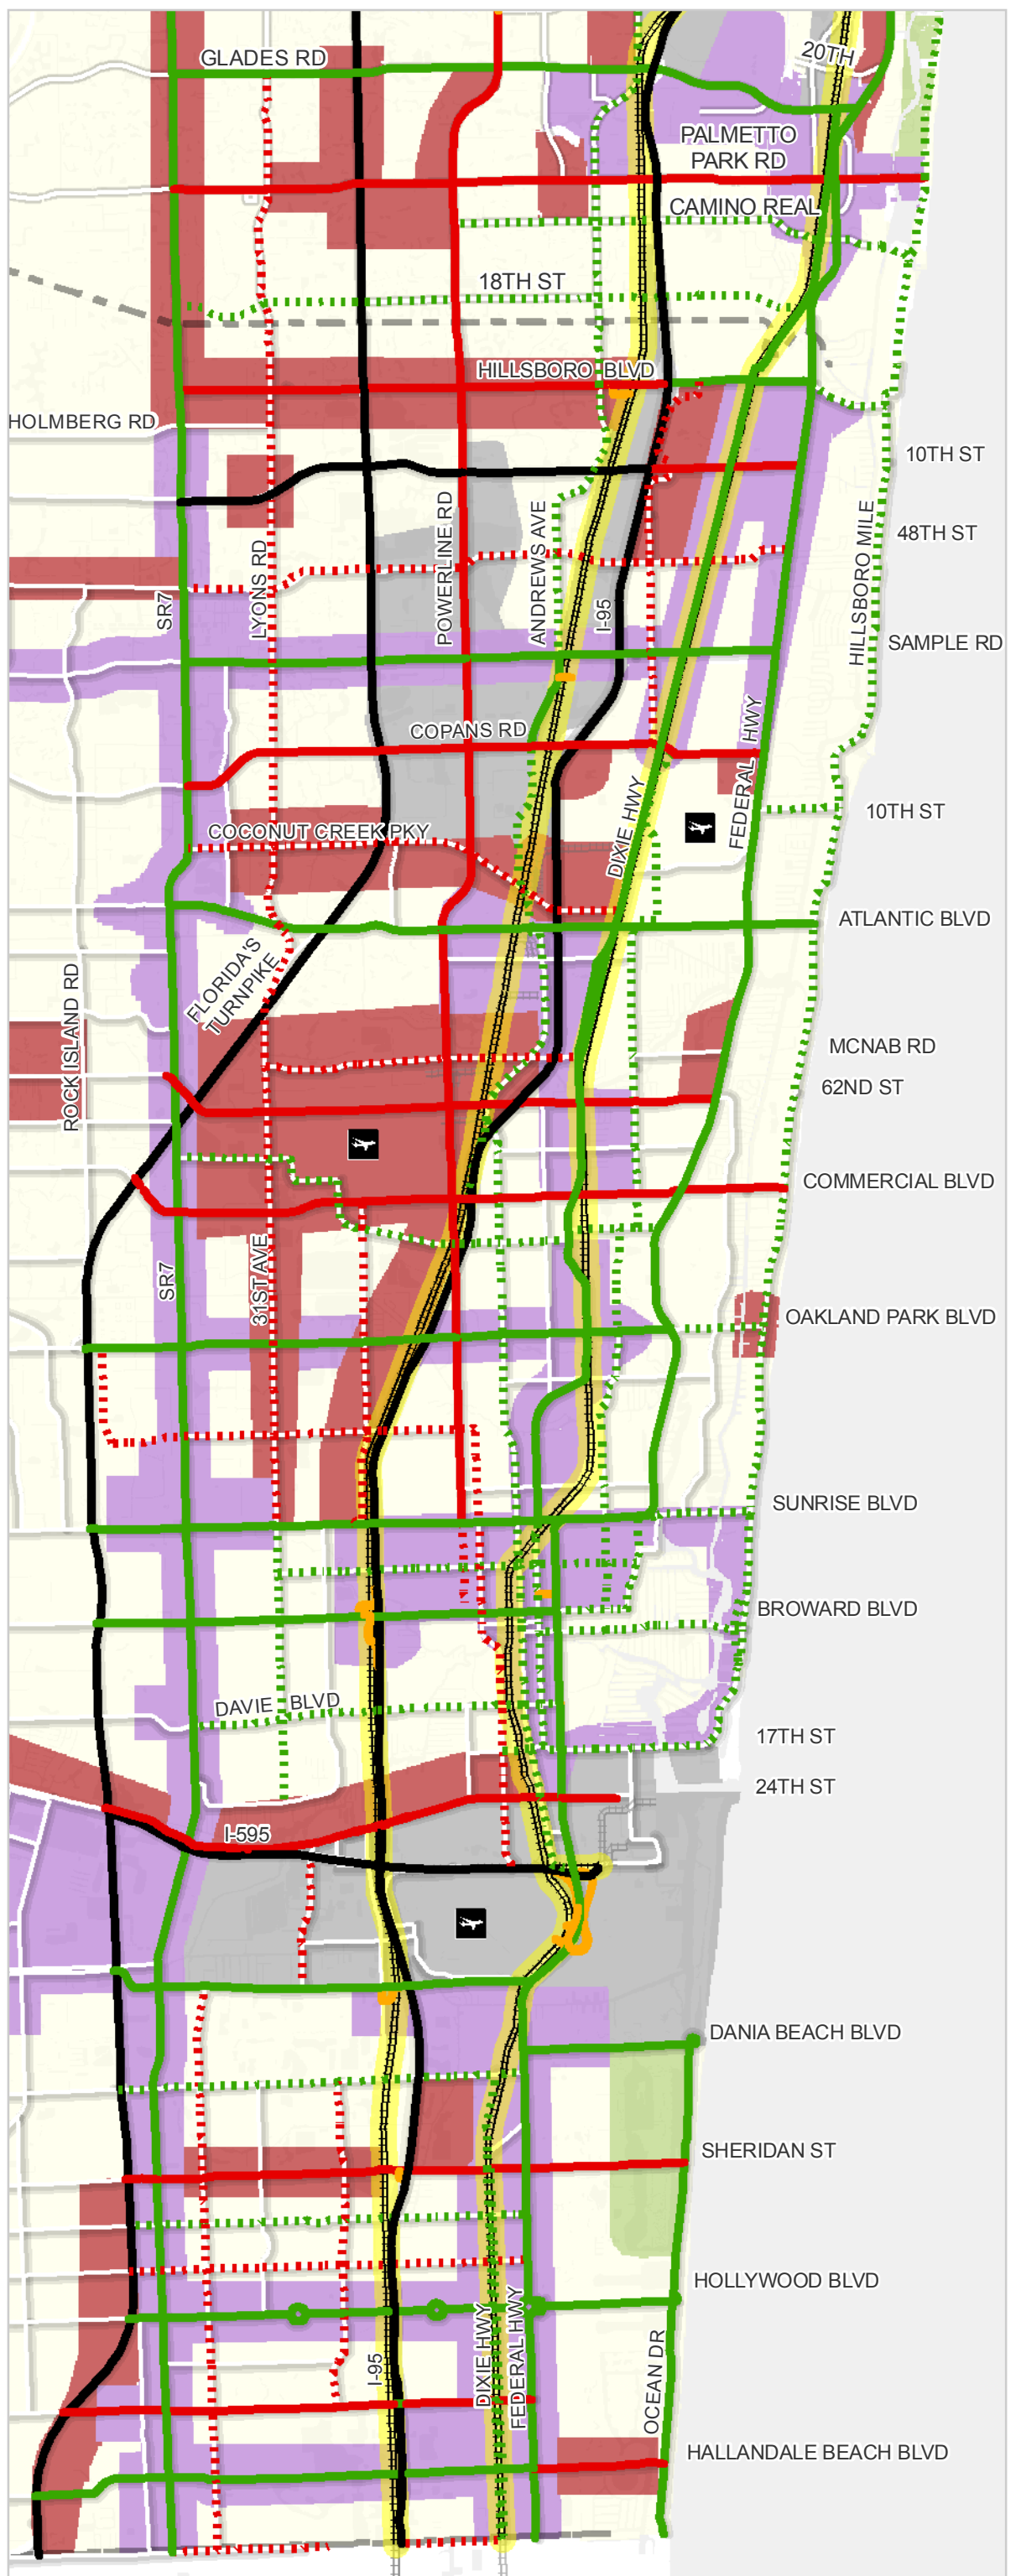 GLADES RD
20TH
PALMETTO
PARK RD
CAMINO REAL
18TH ST
HILLSBORO BLVD
HOLMBERG RD
10TH ST
POWERLINE RD
ANDREWS AVE
HILLSBORO MILE
48TH ST
LYONS RD
SR7
I-95
SAMPLE RD
COPANS RD
FEDERAL HWY
DIXIE HWY
10TH ST
COCONUT CREEK PKY
ATLANTIC BLVD
FLORIDA'S
TURNPIKE
ROCK ISLAND RD
MCNAB RD
62ND ST
COMMERCIAL BLVD
SR7
31ST AVE
OAKLAND PARK BLVD
SUNRISE BLVD
BROWARD BLVD
DAVIE BLVD
17TH ST
24TH ST
I-595
DANIA BEACH BLVD
SHERIDAN ST
HOLLYWOOD BLVD
I-95
DIXIE HWY
FEDERAL HWY
OCEAN DR
HALLANDALE BEACH BLVD